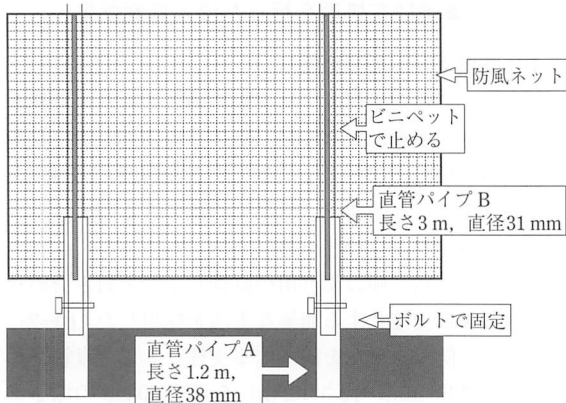 防風ネット
ビニペット
で止める
直管パイプB
長さ3 m，直径31 mm
ボルトで固定
直管パイプA
長さ1.2 m，
直径38 mm